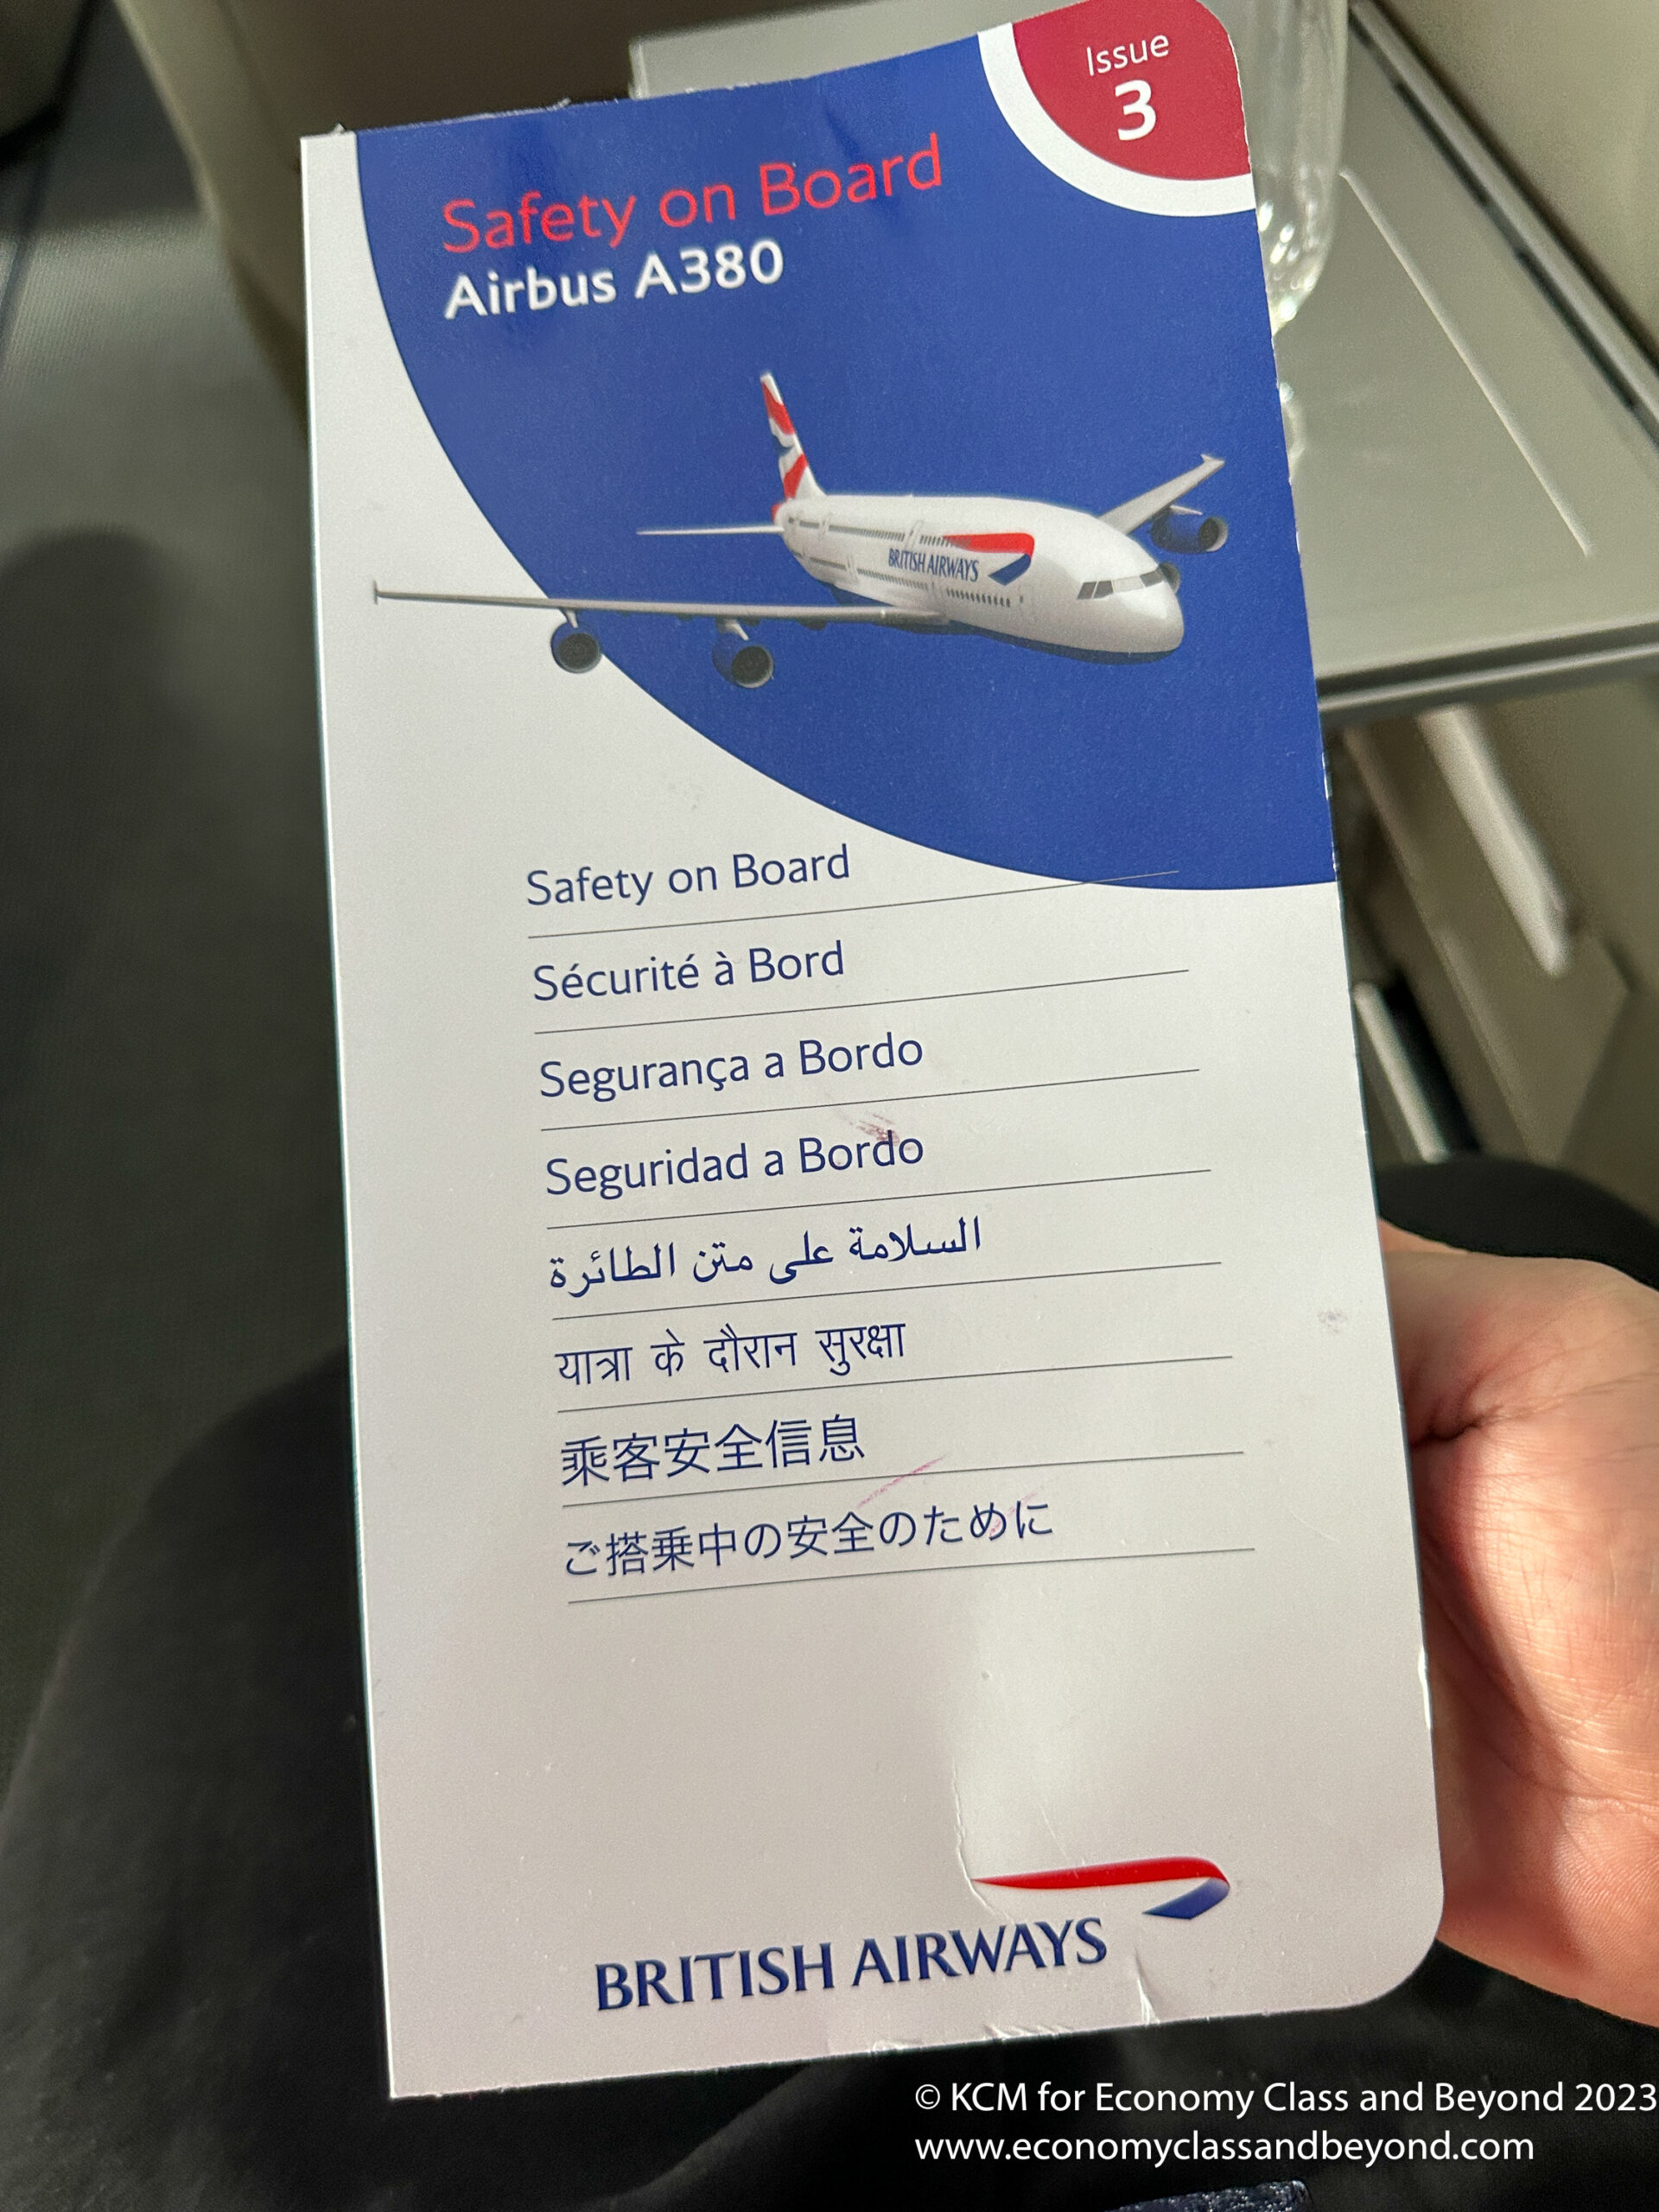 Issue
3
Safety on Board
Airbus A380
BRITISH AIRWAYS
Safety on Board
Sécurité à Bord
Segurança a Bordo
Seguridad a Bordo
السلامة على متن الطائرة
यात्रा के दौरान सुरक्षा
乘客安全信息
ご搭乗中の安全のために
BRITISH AIRWAYS
© KCM for Economy Class and Beyond 2023
www.economyclassandbeyond.com